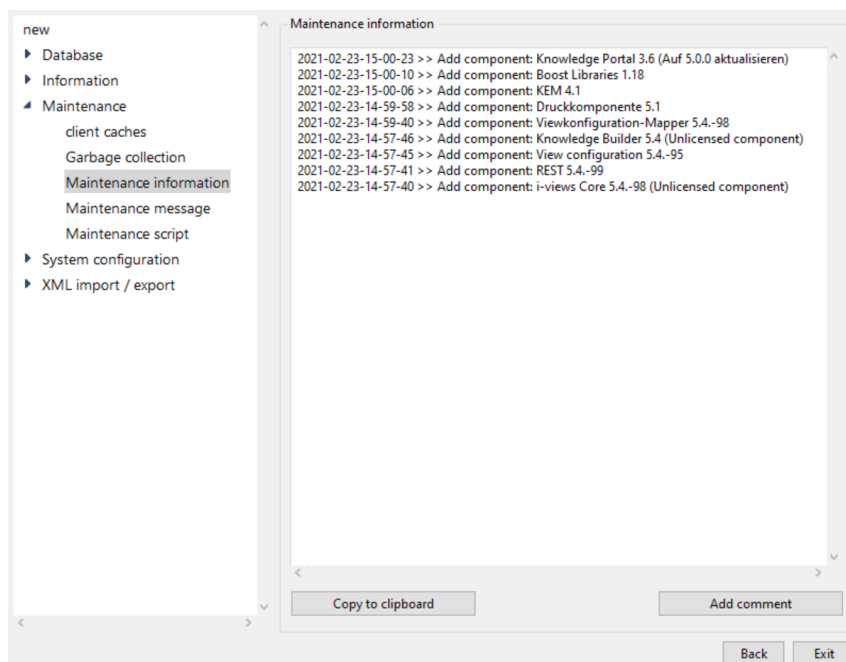 new
Database
Information
Maintenance
client caches
Garbage collection
Maintenance information
Maintenance message
Maintenance script
System configuration
XML import / export
Maintenance information
2021-02-23-15-00-23 >> Add component: Knowledge Portal 3.6 (Auf 5.0.0 aktualisieren)
2021-02-23-15-00-10 >> Add component: Boost Libraries 1.18
2021-02-23-15-00-06 >> Add component: KEM 4.1
2021-02-23-14-59-58 >> Add component: Druckkomponente 5.1
2021-02-23-14-59-40 >> Add component: Viewkonfiguration-Mapper 5.4.-98
2021-02-23-14-57-46 >> Add component: Knowledge Builder 5.4 (Unlicensed component)
2021-02-23-14-57-45 >> Add component: View configuration 5.4.-95
2021-02-23-14-57-41 >> Add component: REST 5.4.-99
2021-02-23-14-57-40 >> Add component: i-views Core 5.4.-98 (Unlicensed component)
Copy to clipboard
Add comment
Back
Exit